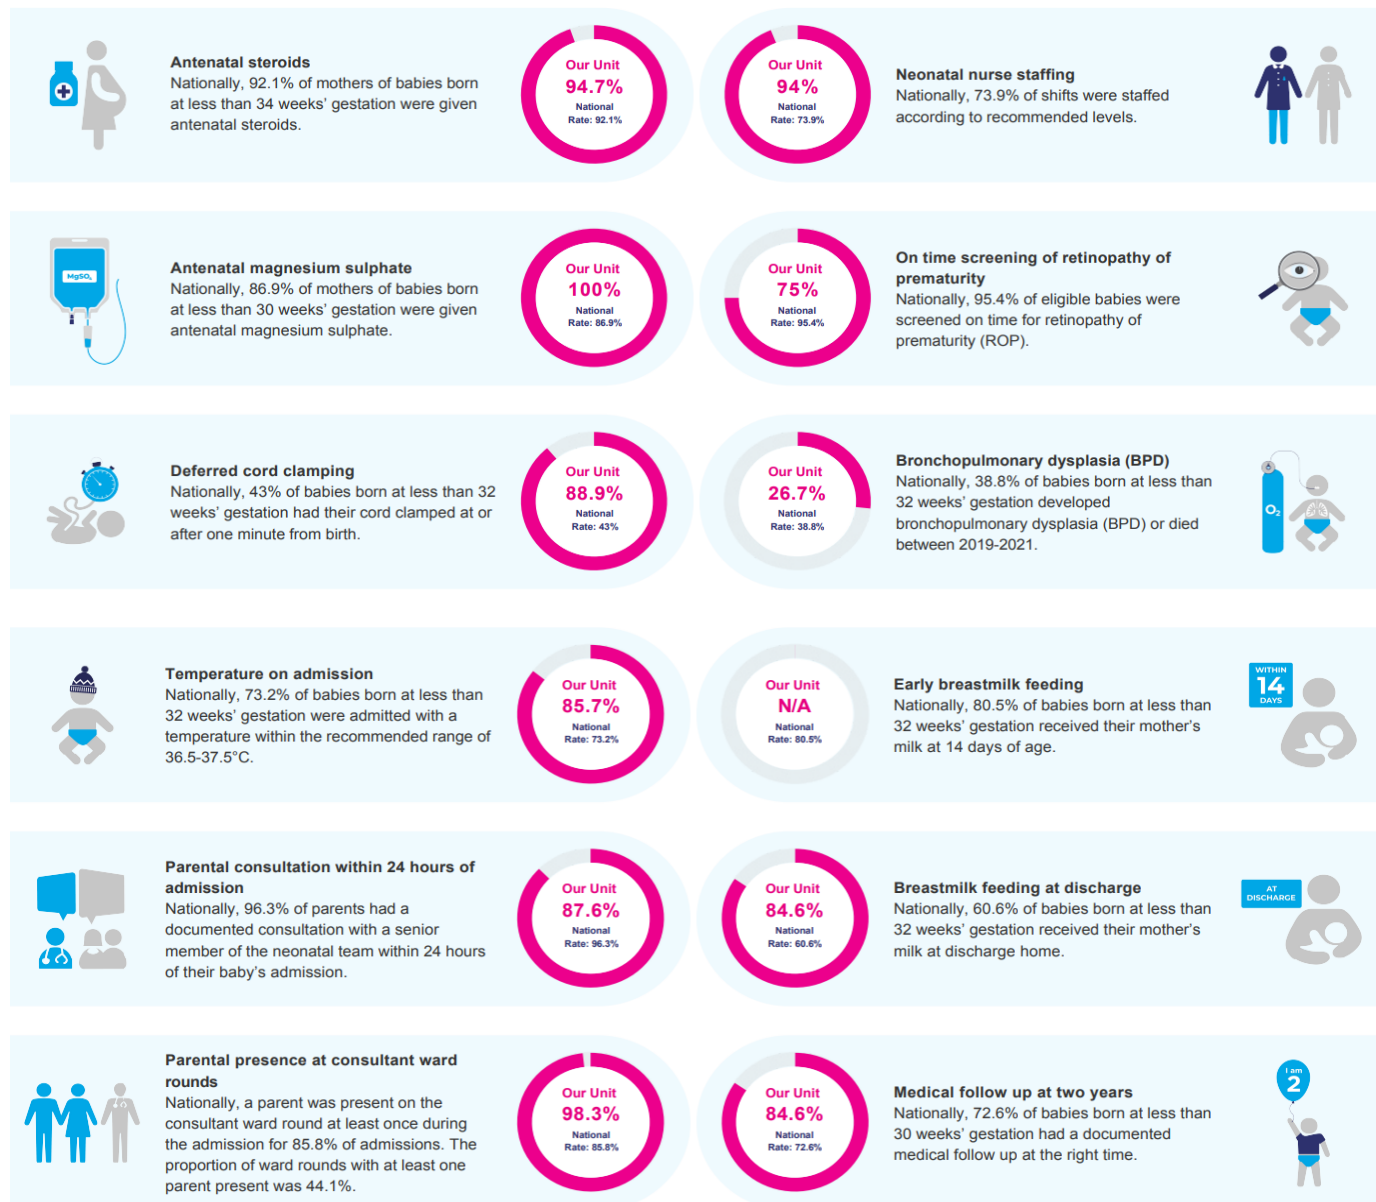 Antenatal steroids
Nationally, 92.1% of mothers of babies born
at less than 34 weeks' gestation were given
antenatal steroids.
Our Unit
94.7%
National
Rate: 92.1%
Our Unit
94%
National
Rate: 73.9%
Neonatal nurse staffing
Nationally, 73.9% of shifts were staffed
according to recommended levels.
MgSO₄
Antenatal magnesium sulphate
Nationally, 86.9% of mothers of babies born
at less than 30 weeks' gestation were given
antenatal magnesium sulphate.
Our Unit
100%
National
Rate: 86.9%
Our Unit
75%
National
Rate: 95.4%
On time screening of retinopathy of
prematurity
Nationally, 95.4% of eligible babies were
screened on time for retinopathy of
prematurity (ROP).
Deferred cord clamping
Nationally, 43% of babies born at less than 32
weeks' gestation had their cord clamped at or
after one minute from birth.
Our Unit
88.9%
National
Rate: 43%
Our Unit
26.7%
National
Rate: 38.8%
Bronchopulmonary dysplasia (BPD)
Nationally, 38.8% of babies born at less than
32 weeks' gestation developed
bronchopulmonary dysplasia (BPD) or died
between 2019-2021.
O₂
Temperature on admission
Nationally, 73.2% of babies born at less than
32 weeks' gestation were admitted with a
temperature within the recommended range of
36.5-37.5°C.
Our Unit
85.7%
National
Rate: 73.2%
Our Unit
N/A
National
Rate: 80.5%
Early breastmilk feeding
Nationally, 80.5% of babies born at less than
32 weeks' gestation received their mother's
milk at 14 days of age.
WITHIN
14
DAYS
Parental consultation within 24 hours of
admission
Nationally, 96.3% of parents had a
documented consultation with a senior
member of the neonatal team within 24 hours
of their baby's admission.
Our Unit
87.6%
National
Rate: 96.3%
Our Unit
84.6%
National
Rate: 60.6%
Breastmilk feeding at discharge
Nationally, 60.6% of babies born at less than
32 weeks' gestation received their mother's
milk at discharge home.
AT
DISCHARGE
Parental presence at consultant ward
rounds
Nationally, a parent was present on the
consultant ward round at least once during
the admission for 85.8% of admissions. The
proportion of ward rounds with at least one
parent present was 44.1%.
Our Unit
98.3%
National
Rate: 85.8%
Our Unit
84.6%
National
Rate: 72.6%
Medical follow up at two years
Nationally, 72.6% of babies born at less than
30 weeks' gestation had a documented
medical follow up at the right time.
I am
2